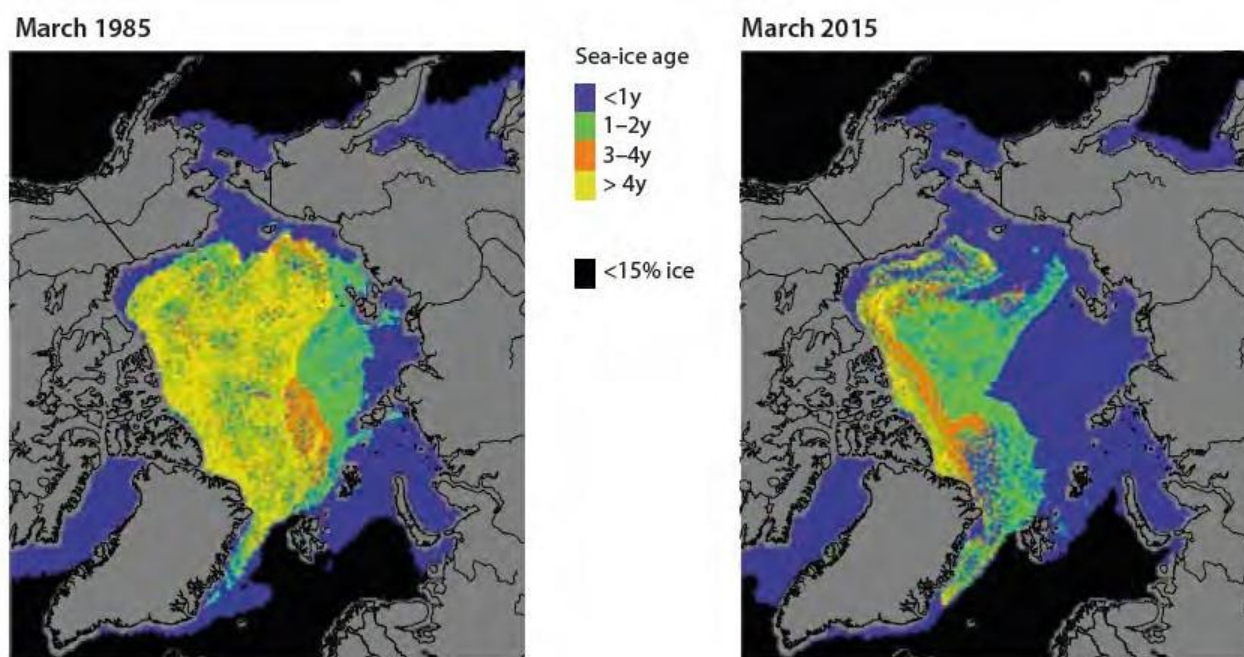 March 1985
Sea-ice age
<1y
1–2y
3–4y
> 4y
<15% ice
March 2015